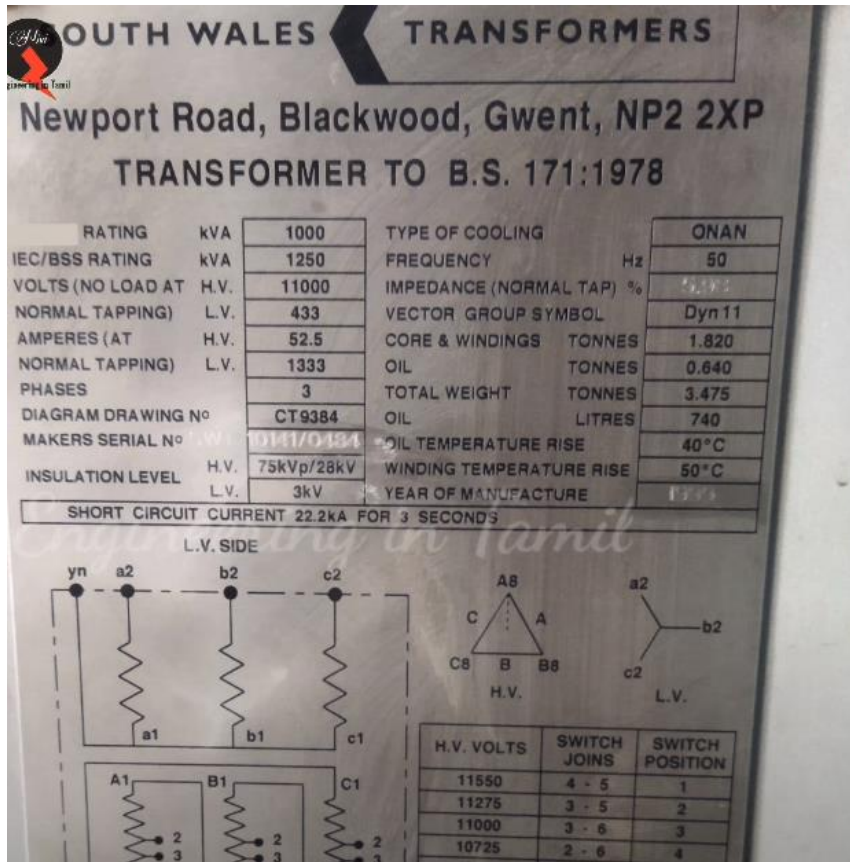 SOUTH WALES TRANSFORMERS
Newport Road, Blackwood, Gwent, NP2 2XP
TRANSFORMER TO B.S. 171:1978
RATING kVA 1000 TYPE OF COOLING ONAN
IEC/BSS RATING kVA 1250 FREQUENCY Hz 50
VOLTS (NO LOAD AT H.V. 11000 IMPEDANCE (NORMAL TAP) %
NORMAL TAPPING) L.V. 433 VECTOR GROUP SYMBOL Dyn 11
AMPERES (AT H.V. 52.5 CORE & WINDINGS TONNES 1.820
NORMAL TAPPING) L.V. 1333 OIL TONNES 0.640
PHASES 3 TOTAL WEIGHT TONNES 3.475
DIAGRAM DRAWING Nº CT9384 OIL LITRES 740
MAKERS SERIAL Nº OIL TEMPERATURE RISE 40°C
INSULATION LEVEL H.V. 75kVp/28kV WINDING TEMPERATURE RISE 50°C
L.V. 3kV YEAR OF MANUFACTURE
SHORT CIRCUIT CURRENT 22.2kA FOR 3 SECONDS
Engineering in Tamil
L.V. SIDE
yn a2 b2 c2
a1 b1 c1
A1 B1 C1
2 2 2
3 3 3
A8
C A
C8 B B8
H.V.
a2
b2
c2
L.V.
H.V. VOLTS SWITCH JOINS SWITCH POSITION
11550 4 - 5 1
11275 3 - 5 2
11000 3 - 6 3
10725 2 - 6 4